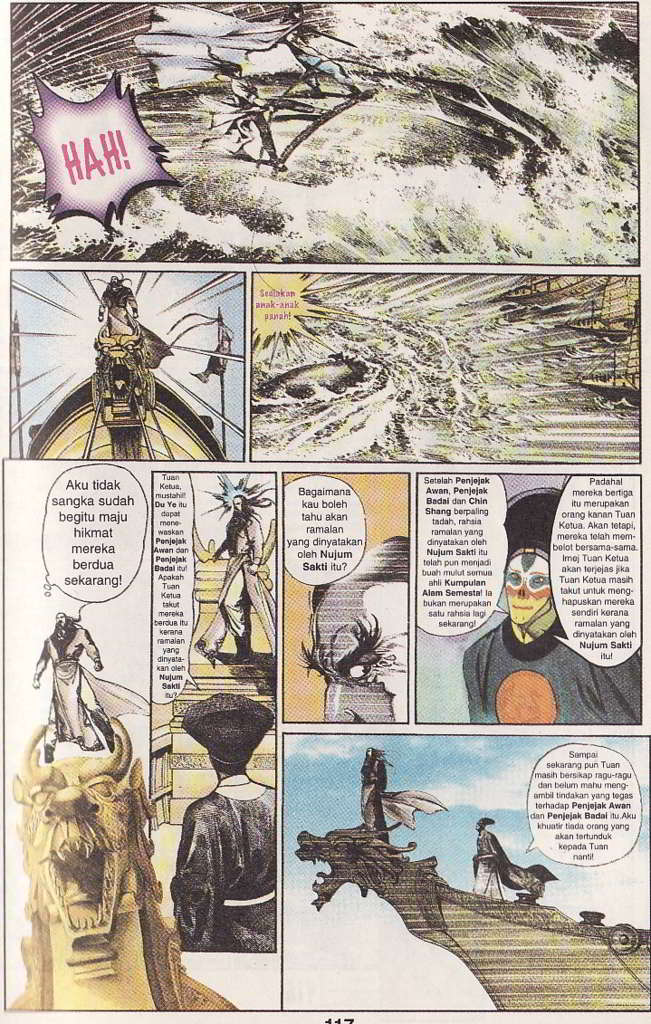 HAH!
Sediakan
anak-anak
panah!
Aku tidak
sangka sudah
begitu maju
hikmat
mereka
berdua
sekarang!
Tuan
Ketua,
mustahil!
Du Ye itu
dapat
mene-
waskan
Penjejak
Awan dan
Penjejak
Badai itu!
Apakah
Tuan
Ketua
takut
mereka
berdua itu
kerana
ramalan
yang
dinyata-
kan oleh
Nujum
Sakti
itu?
Bagaimana
kau boleh
tahu akan
ramalan
yang dinyatakan
oleh Nujum
Sakti itu?
Setelah Penjejak
Awan, Penjejak
Badai dan Chin
Shang berpaling
tadah, rahsia
ramalan yang
dinyatakan oleh
Nujum Sakti itu
telah pun menjadi
buah mulut semua
ahli Kumpulan
Alam Semesta! Ia
bukan merupakan
satu rahsia lagi
sekarang!
Padahal
mereka bertiga
itu merupakan
orang kanan Tuan
Ketua. Akan tetapi,
mereka telah mem-
belot bersama-sama.
Imej Tuan Ketua
akan terjejas jika
Tuan Ketua masih
takut untuk meng-
hapuskan mereka
sendiri kerana
ramalan yang
dinyatakan oleh
Nujum Sakti
itu!
Sampai
sekarang pun Tuan
masih bersikap ragu-ragu
dan belum mahu meng-
ambil tindakan yang tegas
terhadap Penjejak Awan
dan Penjejak Badai itu.Aku
khuatir tiada orang yang
akan tertunduk
kepada Tuan
nanti!
117